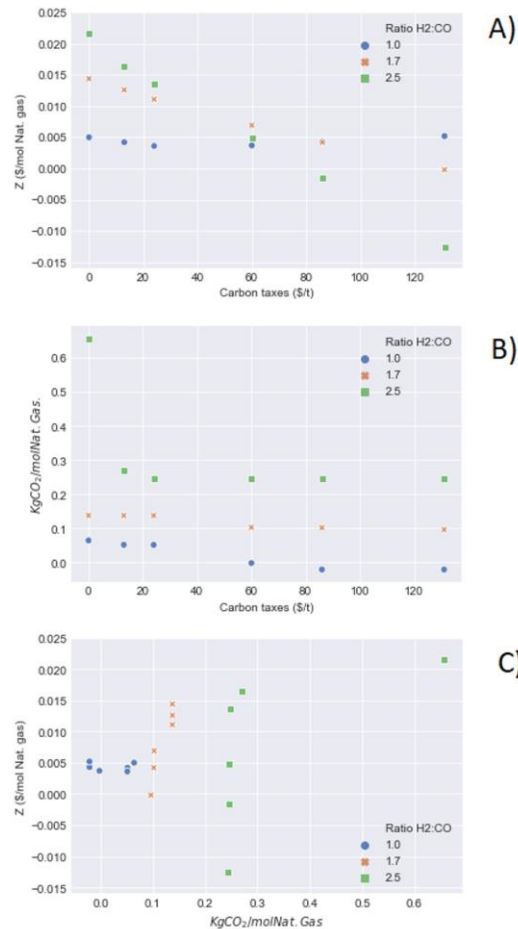 A)
0.025
0.020
0.015
0.010
0.005
0.000
−0.005
−0.010
−0.015
Z ($/mol Nat. gas)
Ratio H2:CO
1.0
1.7
2.5
0 20 40 60 80 100 120
Carbon taxes ($/t)
B)
0.6
0.5
0.4
0.3
0.2
0.1
0.0
KgCO₂/molNat.Gas.
Ratio H2:CO
1.0
1.7
2.5
0 20 40 60 80 100 120
Carbon taxes ($/t)
C)
0.025
0.020
0.015
0.010
0.005
0.000
−0.005
−0.010
−0.015
Z ($/mol Nat. gas)
Ratio H2:CO
1.0
1.7
2.5
0.0 0.1 0.2 0.3 0.4 0.5 0.6
KgCO₂/molNat.Gas